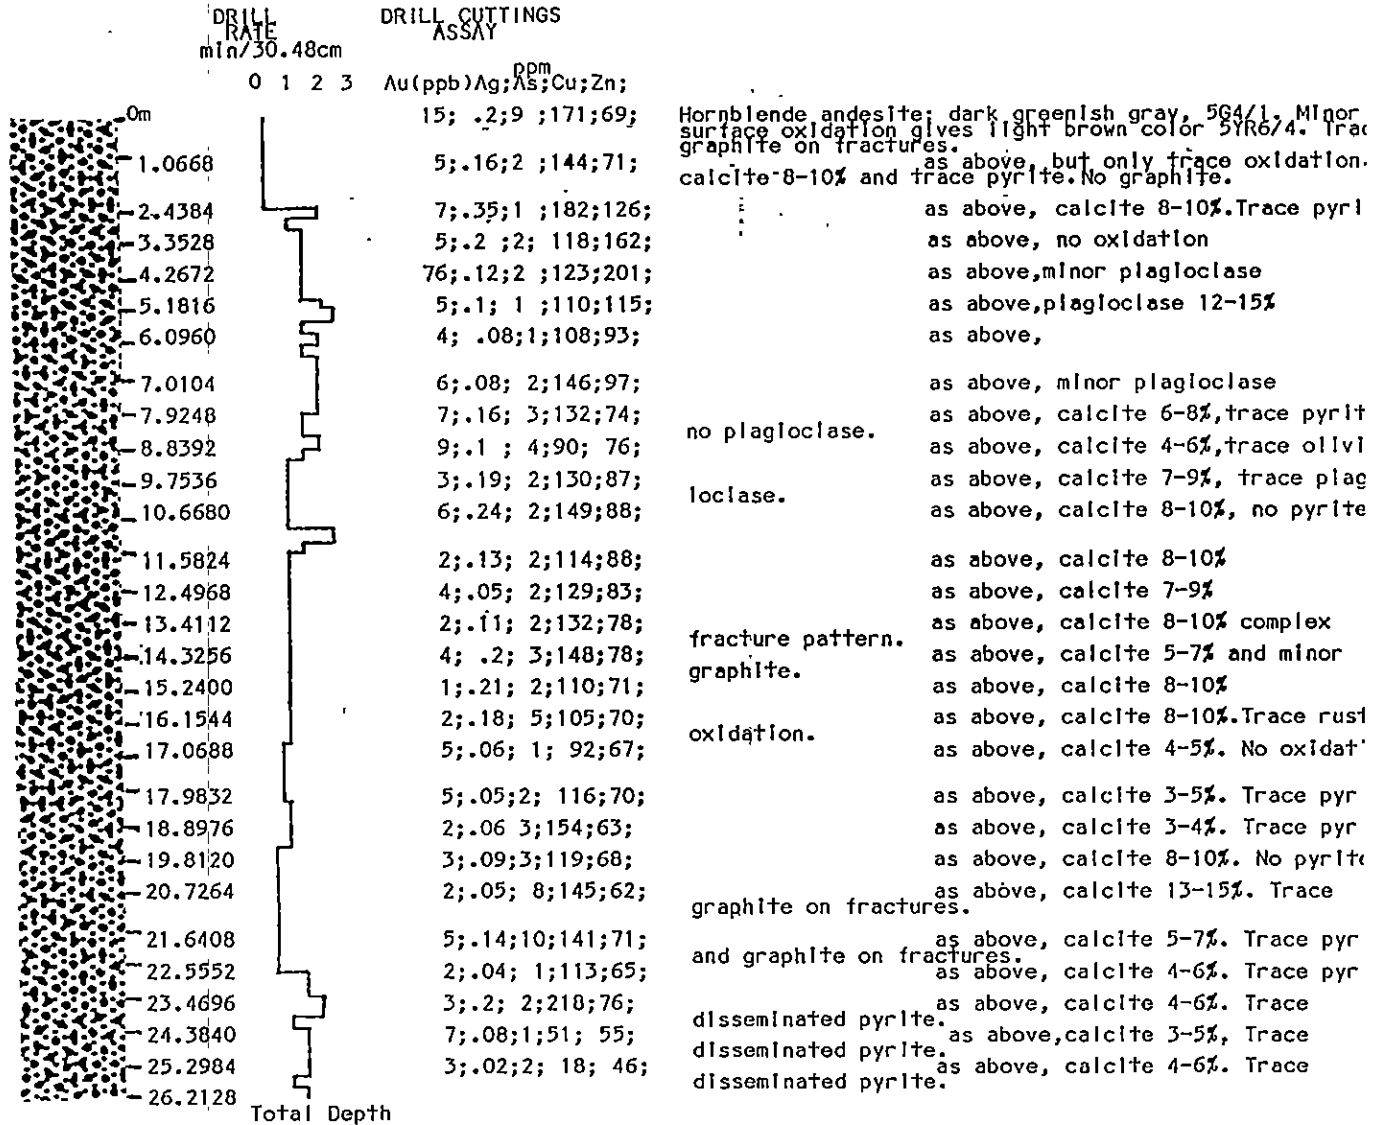 DRILL RATE
min/30.48cm
0 1 2 3
DRILL CUTTINGS ASSAY
ppm
Au(ppb)Ag;As;Cu;Zn;
0m 15; .2;9 ;171;69; Hornblende andesite; dark greenish gray, 5G4/1. Minor
surface oxidation gives light brown color 5YR6/4.
graphite on fractures.
1.0668 5;.16;2 ;144;71; as above, but only trace oxidation.
calcite 8-10% and trace pyrite.No graphite.
2.4384 7;.35;1 ;182;126; as above, calcite 8-10%.Trace pyri
3.3528 5;.2 ;2; 118;162; as above, no oxidation
4.2672 76;.12;2 ;123;201; as above,minor plagioclase
5.1816 5;.1; 1 ;110;115; as above,plagioclase 12-15%
6.0960 4; .08;1;108;93; as above,
7.0104 6;.08; 2;146;97; as above, minor plagioclase
7.9248 7;.16; 3;132;74; as above, calcite 6-8%,trace pyrit
no plagioclase.
8.8392 9;.1 ; 4;90; 76; as above, calcite 4-6%,trace olivi
9.7536 3;.19; 2;130;87; as above, calcite 7-9%, trace plag
loclase.
10.6680 6;.24; 2;149;88; as above, calcite 8-10%, no pyrite
11.5824 2;.13; 2;114;88; as above, calcite 8-10%
12.4968 4;.05; 2;129;83; as above, calcite 7-9%
13.4112 2;.11; 2;132;78; as above, calcite 8-10% complex
fracture pattern.
14.3256 4; .2; 3;148;78; as above, calcite 5-7% and minor
graphite.
15.2400 1;.21; 2;110;71; as above, calcite 8-10%
16.1544 2;.18; 5;105;70; as above, calcite 8-10%.Trace rust
oxidation.
17.0688 5;.06; 1; 92;67; as above, calcite 4-5%. No oxidat
17.9832 5;.05;2; 116;70; as above, calcite 3-5%. Trace pyr
18.8976 2;.06 3;154;63; as above, calcite 3-4%. Trace pyr
19.8120 3;.09;3;119;68; as above, calcite 8-10%. No pyrite
20.7264 2;.05; 8;145;62; as above, calcite 13-15%. Trace
graphite on fractures.
21.6408 5;.14;10;141;71; as above, calcite 5-7%. Trace pyr
and graphite on fractures.
22.5552 2;.04; 1;113;65; as above, calcite 4-6%. Trace pyr
23.4696 3;.2; 2;218;76; as above, calcite 4-6%. Trace
disseminated pyrite.
24.3840 7;.08;1;51; 55; as above,calcite 3-5%, Trace
disseminated pyrite.
25.2984 3;.02;2; 18; 46; as above, calcite 4-6%. Trace
disseminated pyrite.
26.2128
Total Depth